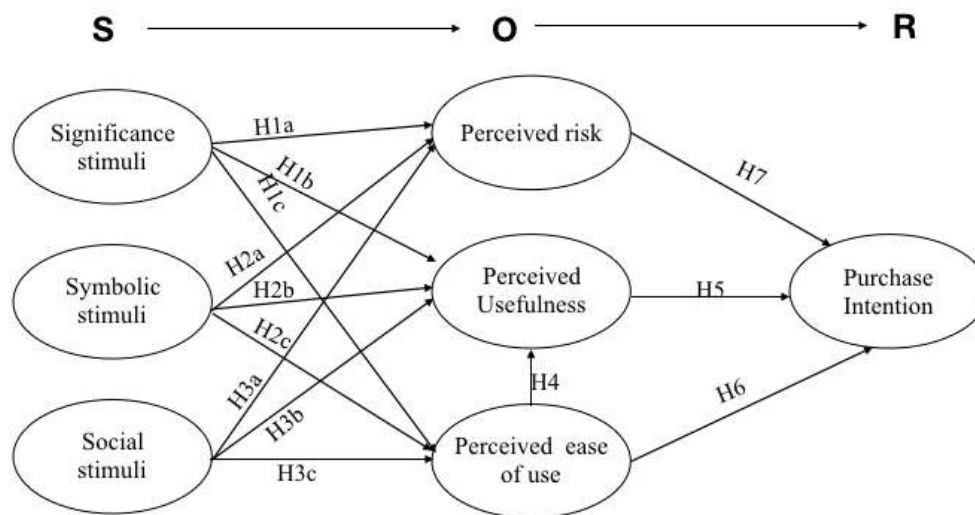 S
O
R
Significance
stimuli
Symbolic
stimuli
Social
stimuli
H1a
H1b
H1c
H2a
H2b
H2c
H3a
H3b
H3c
Perceived risk
Perceived
Usefulness
H4
Perceived ease
of use
H7
H5
H6
Purchase
Intention